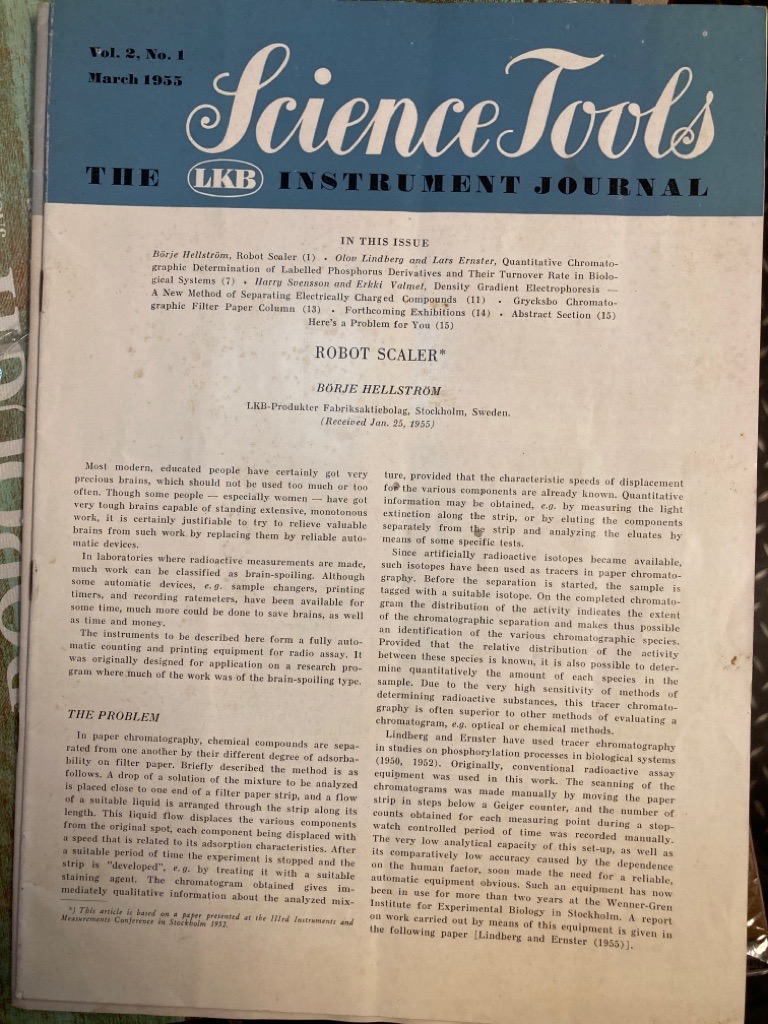 Vol. 2, No. 1
March 1955
Science Tools
THE LKB INSTRUMENT JOURNAL
IN THIS ISSUE
Börje Hellström, Robot Scaler (1) • Olov Lindberg and Lars Ernster, Quantitative Chromato-
graphic Determination of Labelled Phosphorus Derivatives and Their Turnover Rate in Biolo-
gical Systems (7) • Harry Svensson and Erkki Valmet, Density Gradient Electrophoresis —
A New Method of Separating Electrically Charged Compounds (11) • Grycksbo Chromato-
graphic Filter Paper Column (13) • Forthcoming Exhibitions (14) • Abstract Section (15)
Here's a Problem for You (15)
ROBOT SCALER*
BÖRJE HELLSTRÖM
LKB-Produkter Fabriksaktiebolag, Stockholm, Sweden.
(Received Jan. 25, 1955)
Most modern, educated people have certainly got very
precious brains, which should not be used too much or too
often. Though some people — especially women — have got
very tough brains capable of standing extensive, monotonous
work, it is certainly justifiable to try to relieve valuable
brains from such work by replacing them by reliable auto-
matic devices.
In laboratories where radioactive measurements are made,
much work can be classified as brain-spoiling. Although
some automatic devices, e.g. sample changers, printing
timers, and recording ratemeters, have been available for
some time, much more could be done to save brains, as well
as time and money.
The instruments to be described here form a fully auto-
matic counting and printing equipment for radio assay. It
was originally designed for application on a research pro-
gram where much of the work was of the brain-spoiling type.
THE PROBLEM
In paper chromatography, chemical compounds are sepa-
rated from one another by their different degree of adsorba-
bility on filter paper. Briefly described the method is as
follows. A drop of a solution of the mixture to be analyzed
is placed close to one end of a filter paper strip, and a flow
of a suitable liquid is arranged through the strip along its
length. This liquid flow displaces the various components
from the original spot, each component being displaced with
a speed that is related to its adsorption characteristics. After
a suitable period of time the experiment is stopped and the
strip is "developed", e.g. by treating it with a suitable
staining agent. The chromatogram obtained gives im-
mediately qualitative information about the analyzed mix-
*) This article is based on a paper presented at the IIIrd Instruments and
Measurements Conference in Stockholm 1952.
ture, provided that the characteristic speeds of displacement
for the various components are already known. Quantitative
information may be obtained, e.g. by measuring the light
extinction along the strip, or by eluting the components
separately from the strip and analyzing the eluates by
means of some specific tests.
Since artificially radioactive isotopes became available,
such isotopes have been used as tracers in paper chromato-
graphy. Before the separation is started, the sample is
tagged with a suitable isotope. On the completed chromato-
gram the distribution of the activity indicates the extent
of the chromatographic separation and makes thus possible
an identification of the various chromatographic species.
Provided that the relative distribution of the activity
between these species is known, it is also possible to deter-
mine quantitatively the amount of each species in the
sample. Due to the very high sensitivity of methods of
determining radioactive substances, this tracer chromato-
graphy is often superior to other methods of evaluating a
chromatogram, e.g. optical or chemical methods.
Lindberg and Ernster have used tracer chromatography
in studies on phosphorylation processes in biological systems
(1950, 1952). Originally, conventional radioactive assay
equipment was used in this work. The scanning of the
chromatograms was made manually by moving the paper
strip in steps below a Geiger counter, and the number of
counts obtained for each measuring point during a stop-
watch controlled period of time was recorded manually.
The very low analytical capacity of this set-up, as well as
its comparatively low accuracy caused by the dependence
on the human factor, soon made the need for a reliable,
automatic equipment obvious. Such an equipment has now
been in use for more than two years at the Wenner-Gren
Institute for Experimental Biology in Stockholm. A report
on work carried out by means of this equipment is given in
the following paper [Lindberg and Ernster (1955)].